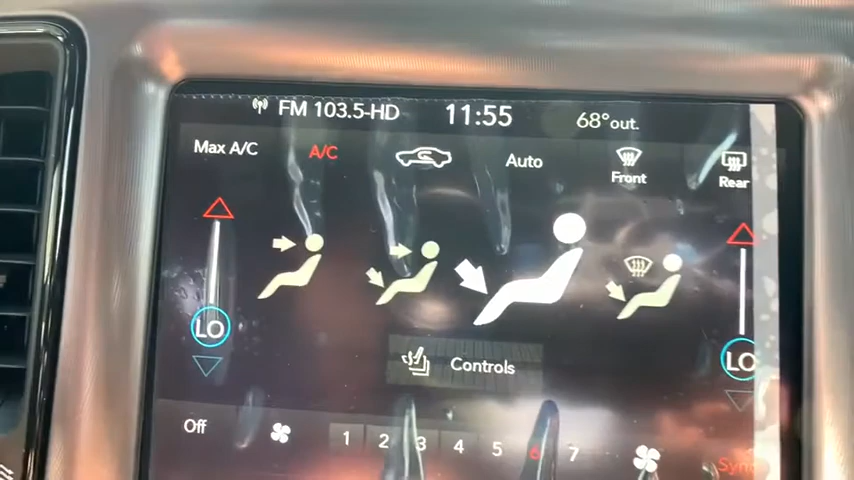 FM 103.5-HD 11:55 68°out.
Max A/C A/C Auto Front Rear
LO LO
Controls
Off 1 2 3 4 5 6 7 Sync